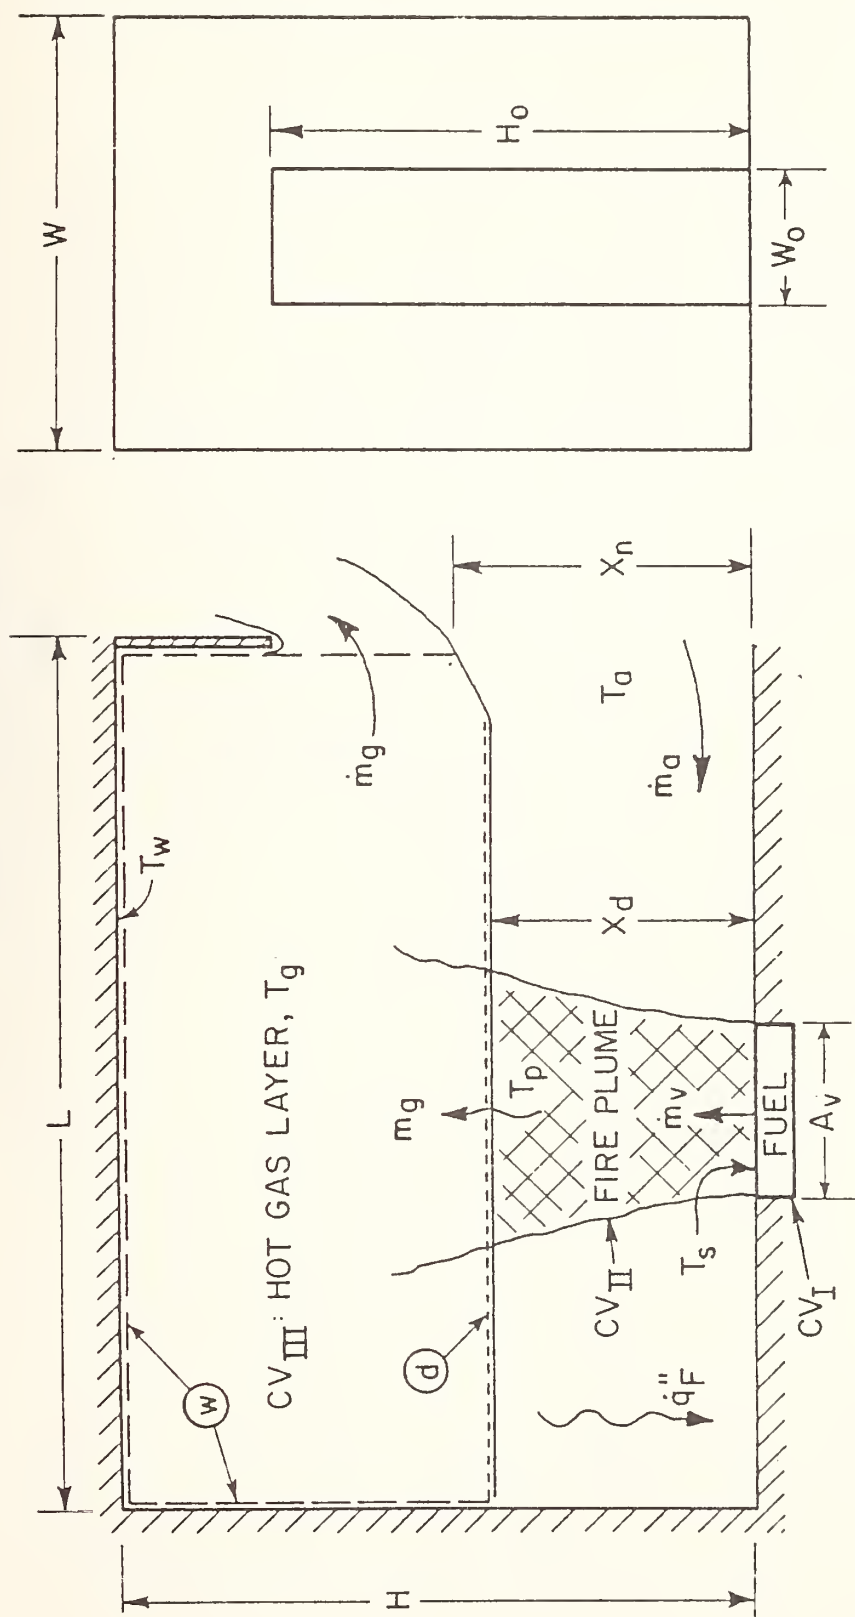 W
H₀
W₀
L
T_w
CV_III: HOT GAS LAYER, T_g
ṁ_g
X_n
T_a
ṁ_a
X_d
w
d
m_g
T_p
FIRE PLUME
ṁ_v
FUEL
A_v
T_s
CV_II
CV_I
q̇"_F
H